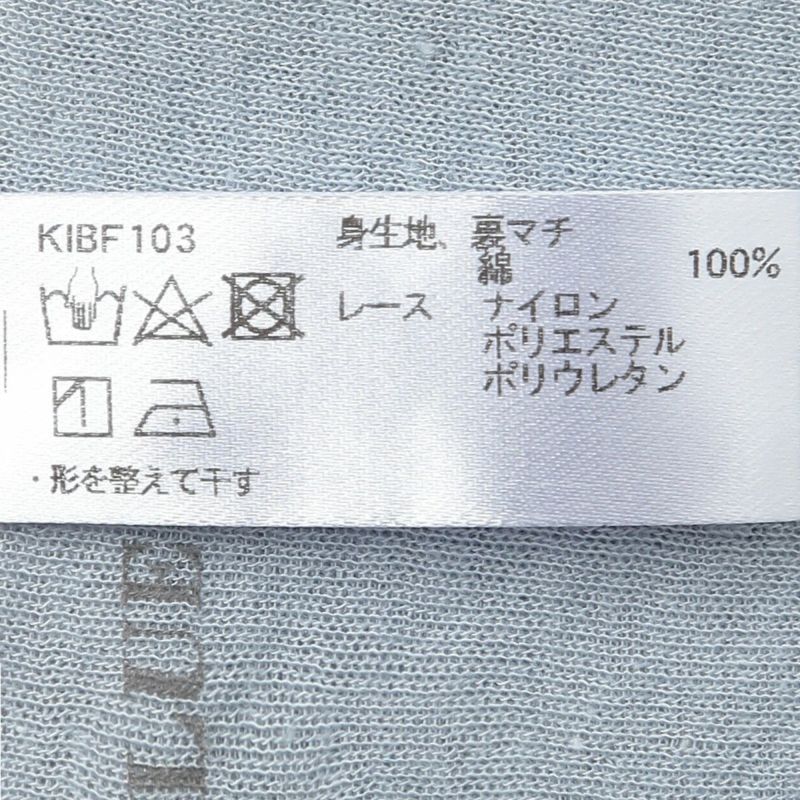 KIBF103
身生地、裏マチ
綿 100%
レース ナイロン
ポリエステル
ポリウレタン
・形を整えて干す